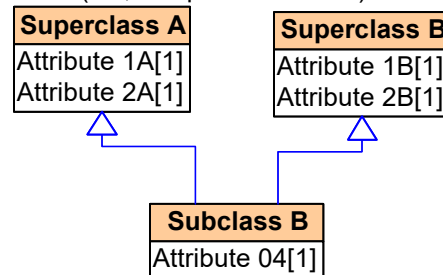 Superclass A
Attribute 1A[1]
Attribute 2A[1]
Superclass B
Attribute 1B[1]
Attribute 2B[1]
Subclass B
Attribute 04[1]